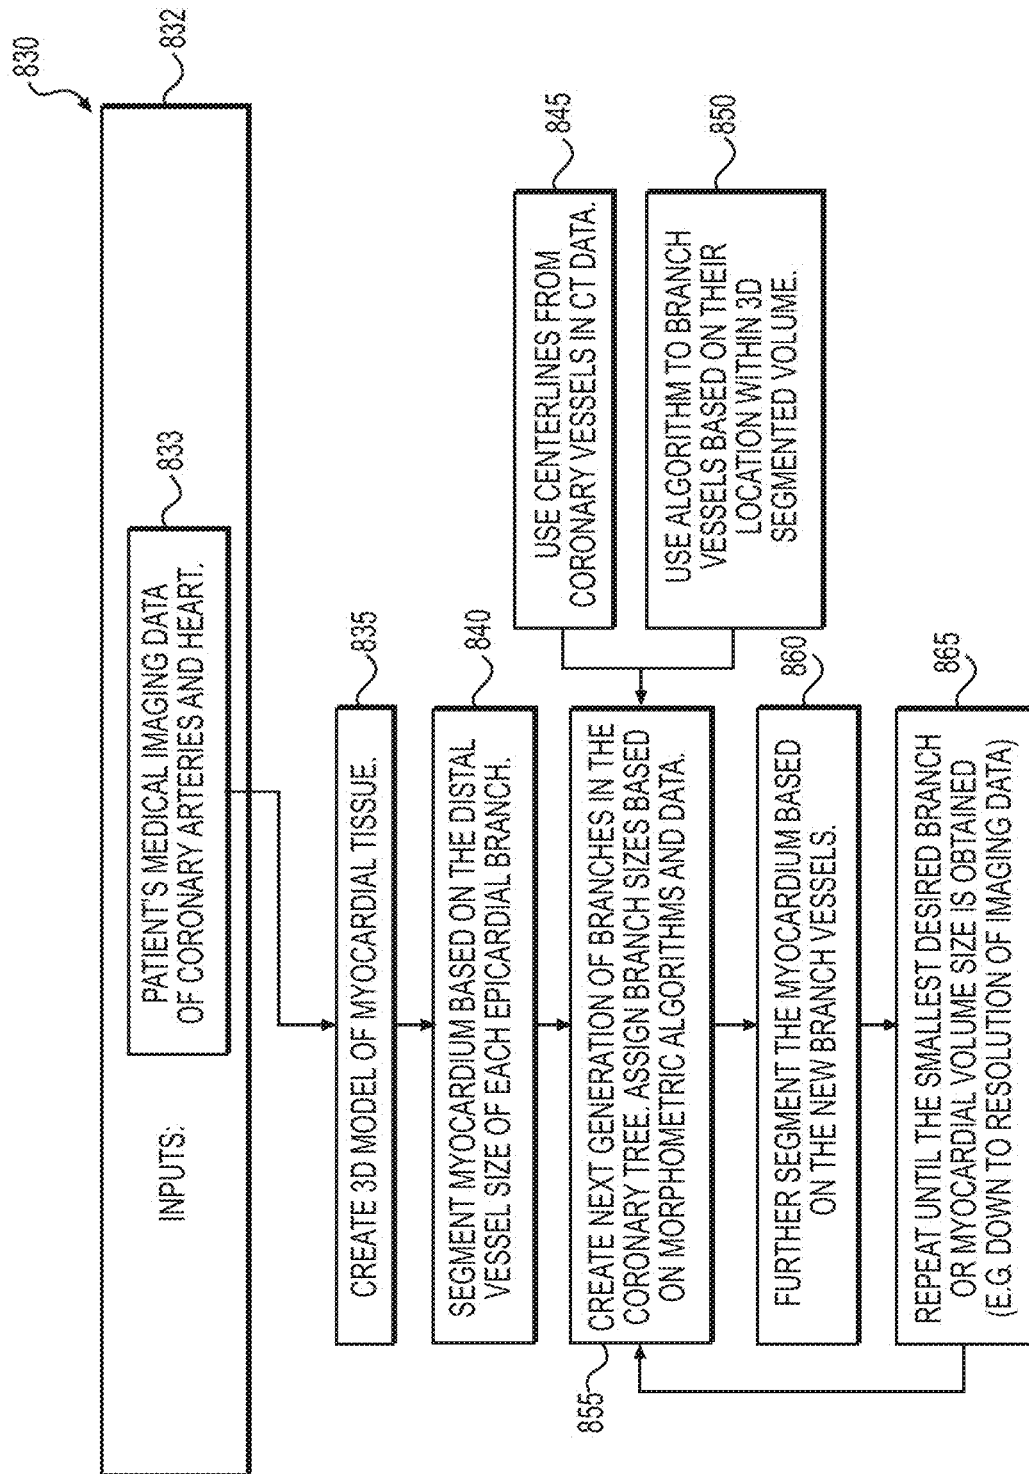 830
832
INPUTS:
833
PATIENT'S MEDICAL IMAGING DATA
OF CORONARY ARTERIES AND HEART.
835
CREATE 3D MODEL OF MYOCARDIAL TISSUE.
840
SEGMENT MYOCARDIUM BASED ON THE DISTAL
VESSEL SIZE OF EACH EPICARDIAL BRANCH.
845
USE CENTERLINES FROM
CORONARY VESSELS IN CT DATA.
850
USE ALGORITHM TO BRANCH
VESSELS BASED ON THEIR
LOCATION WITHIN 3D
SEGMENTED VOLUME.
855
CREATE NEXT GENERATION OF BRANCHES IN THE
CORONARY TREE. ASSIGN BRANCH SIZES BASED
ON MORPHOMETRIC ALGORITHMS AND DATA.
860
FURTHER SEGMENT THE MYOCARDIUM BASED
ON THE NEW BRANCH VESSELS.
865
REPEAT UNTIL THE SMALLEST DESIRED BRANCH
OR MYOCARDIAL VOLUME SIZE IS OBTAINED
(E.G. DOWN TO RESOLUTION OF IMAGING DATA)